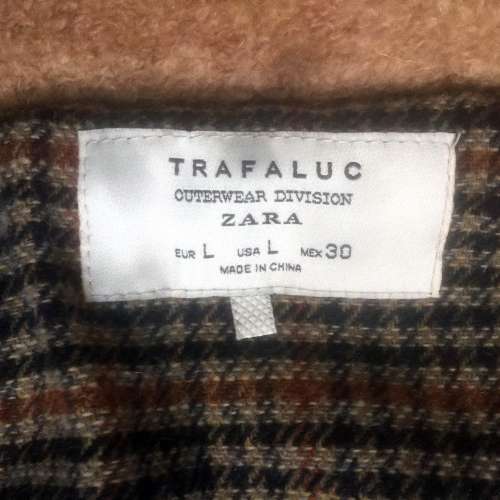 TRAFALUC
OUTERWEAR DIVISION
ZARA
EUR L USA L MEX 30
MADE IN CHINA